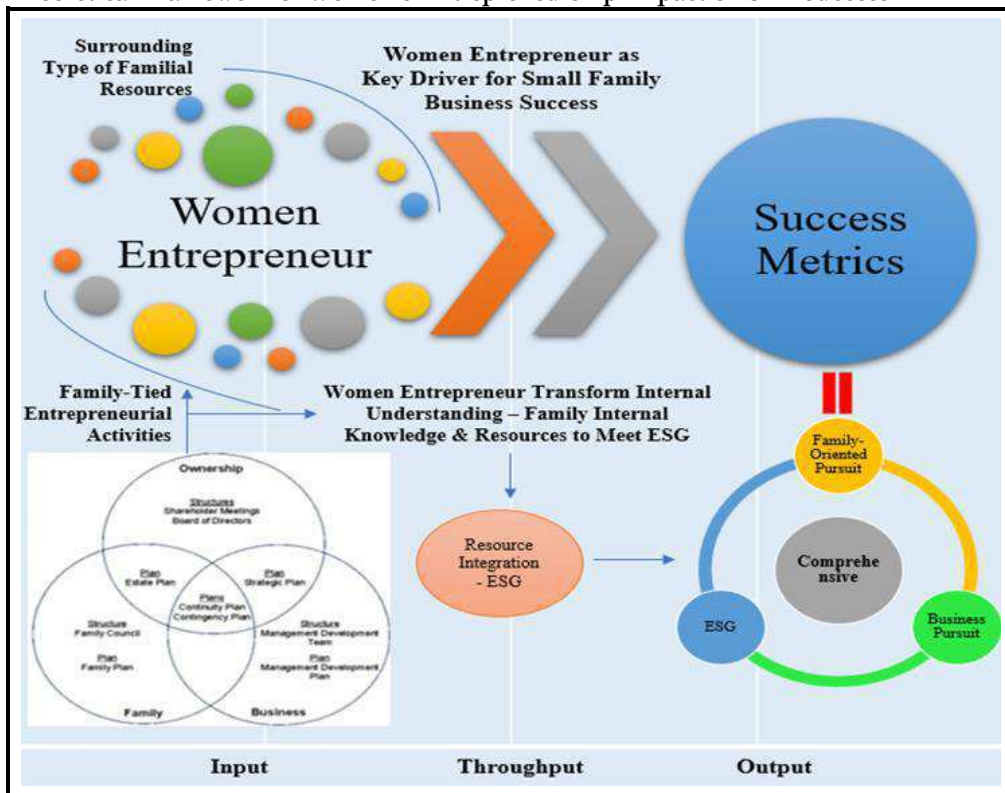 Surrounding
Type of Familial
Resources
Women Entrepreneur as
Key Driver for Small Family
Business Success
Women
Entrepreneur
Success
Metrics
Family-Tied
Entrepreneurial
Activities
Women Entrepreneur Transform Internal
Understanding – Family Internal
Knowledge & Resources to Meet ESG
Ownership
Structures
Shareholder Meetings
Board of Directors
Plan
Estate Plan
Plan
Strategic Plan
Plans
Continuity Plan
Contingency Plan
Structure
Family Council
Plan
Family Plan
Structure
Management Development
Team
Plan
Management Development
Plan
Family
Business
Resource
Integration
- ESG
Family-
Oriented
Pursuit
Comprehe
nsive
ESG
Business
Pursuit
Input
Throughput
Output